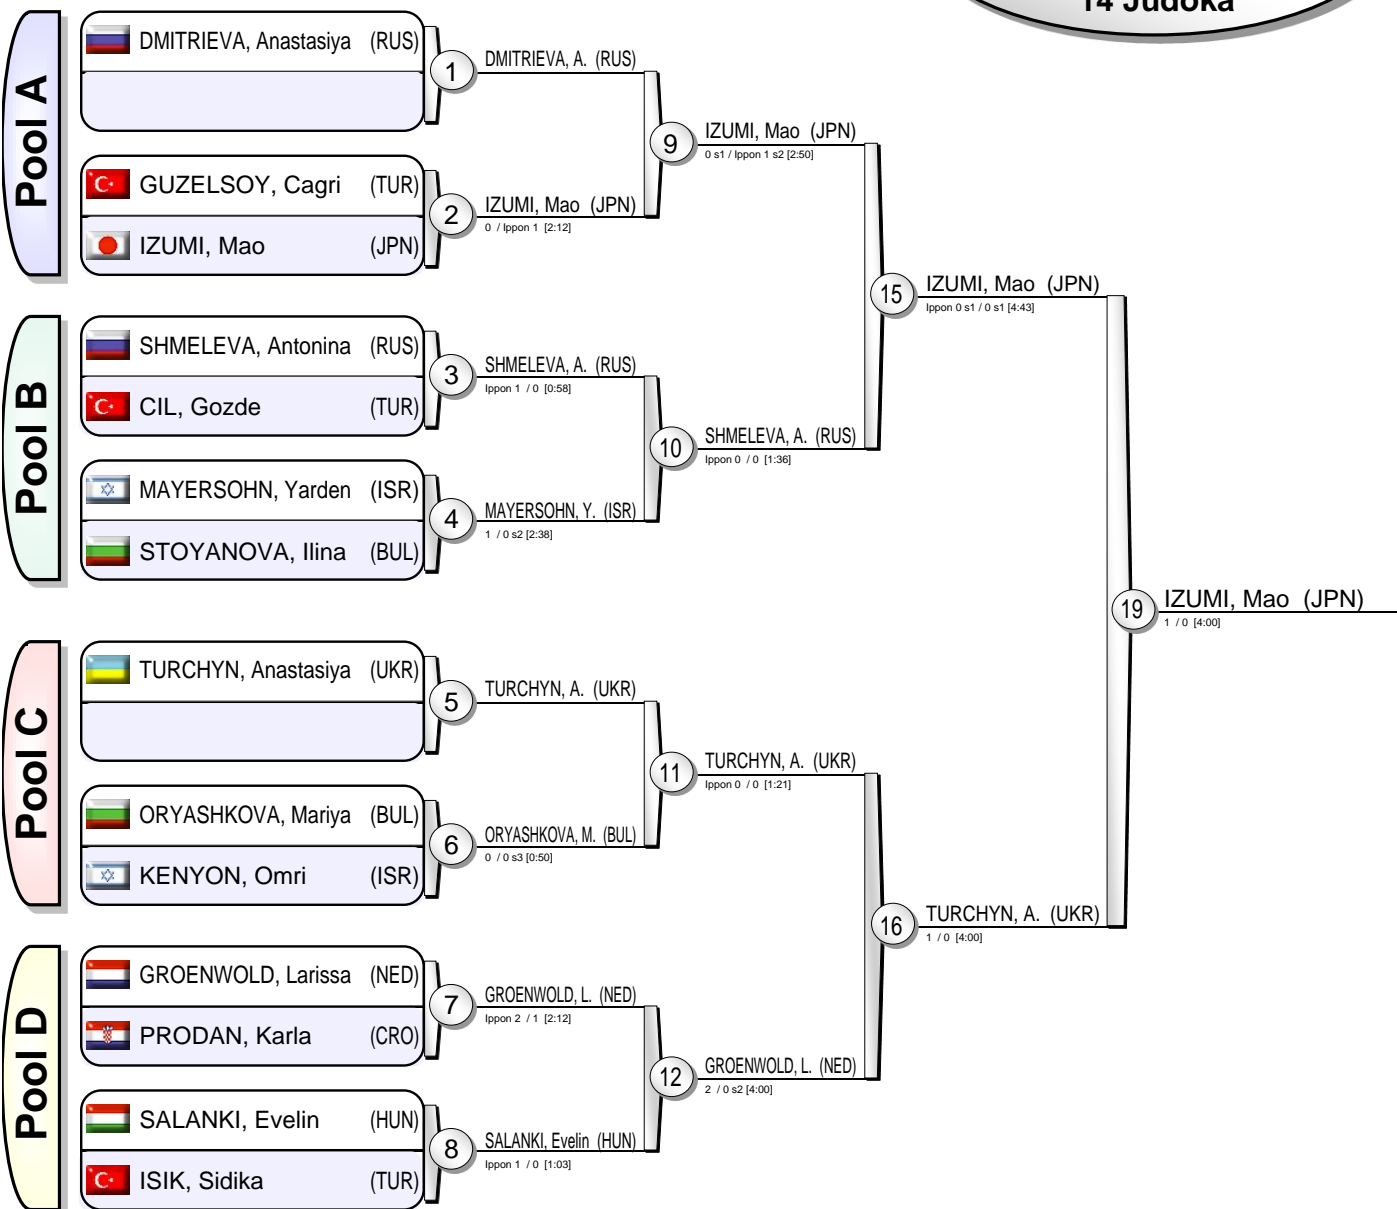 14 Judoka
Pool A
DMITRIEVA, Anastasiya (RUS)
GUZELSOY, Cagri (TUR)
IZUMI, Mao (JPN)
Pool B
SHMELEVA, Antonina (RUS)
CIL, Gozde (TUR)
MAYERSOHN, Yarden (ISR)
STOYANOVA, Ilina (BUL)
Pool C
TURCHYN, Anastasiya (UKR)
ORYASHKOVA, Mariya (BUL)
KENYON, Omri (ISR)
Pool D
GROENWOLD, Larissa (NED)
PRODAN, Karla (CRO)
SALANKI, Evelin (HUN)
ISIK, Sidika (TUR)
1
DMITRIEVA, A. (RUS)
2
IZUMI, Mao (JPN)
0 / Ippon 1 [2:12]
3
SHMELEVA, A. (RUS)
Ippon 1 / 0 [0:58]
4
MAYERSOHN, Y. (ISR)
1 / 0 s2 [2:38]
5
TURCHYN, A. (UKR)
6
ORYASHKOVA, M. (BUL)
0 / 0 s3 [0:50]
7
GROENWOLD, L. (NED)
Ippon 2 / 1 [2:12]
8
SALANKI, Evelin (HUN)
Ippon 1 / 0 [1:03]
9
IZUMI, Mao (JPN)
0 s1 / Ippon 1 s2 [2:50]
10
SHMELEVA, A. (RUS)
Ippon 0 / 0 [1:36]
11
TURCHYN, A. (UKR)
Ippon 0 / 0 [1:21]
12
GROENWOLD, L. (NED)
2 / 0 s2 [4:00]
15
IZUMI, Mao (JPN)
Ippon 0 s1 / 0 s1 [4:43]
16
TURCHYN, A. (UKR)
1 / 0 [4:00]
19
IZUMI, Mao (JPN)
1 / 0 [4:00]